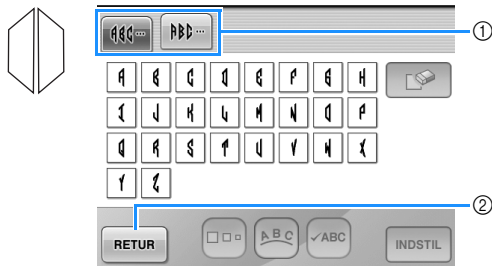 ABC... ABC... ①
A B C D E F G H
I J K L M N O P
Q R S T U V W X
Y Z
②
RETUR ABC ✓ABC INDSTIL